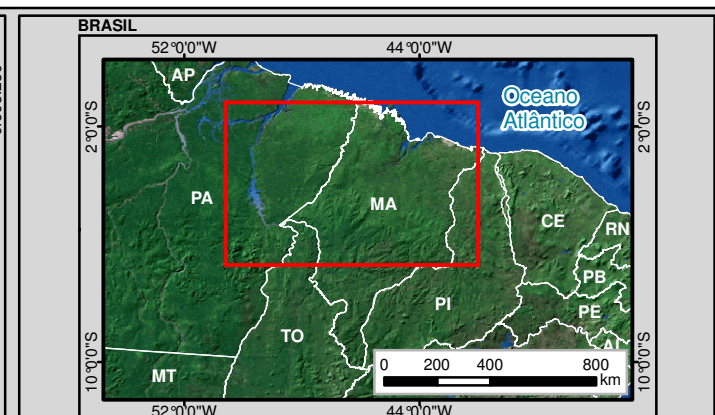 BRASIL
52°0'0"W 44°0'0"W
AP
Oceano
Atlântico
2°0'0"S
2°0'0"S
PA
MA
CE
RN
PB
PE
PI
TO
MT
0 200 400 800
km
10°0'0"S
10°0'0"S
52°0'0"W 44°0'0"W